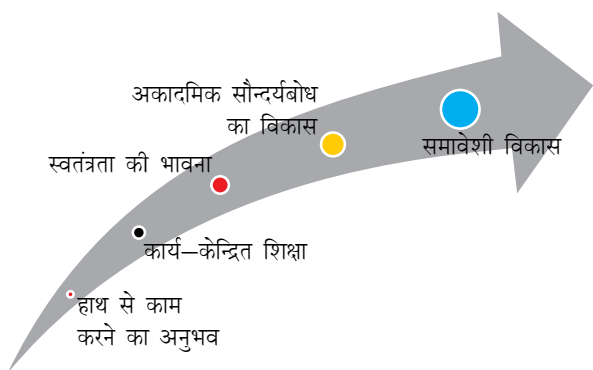 अकादमिक सौन्दर्यबोध
का विकास
समावेशी विकास
स्वतंत्रता की भावना
कार्य–केन्द्रित शिक्षा
हाथ से काम
करने का अनुभव